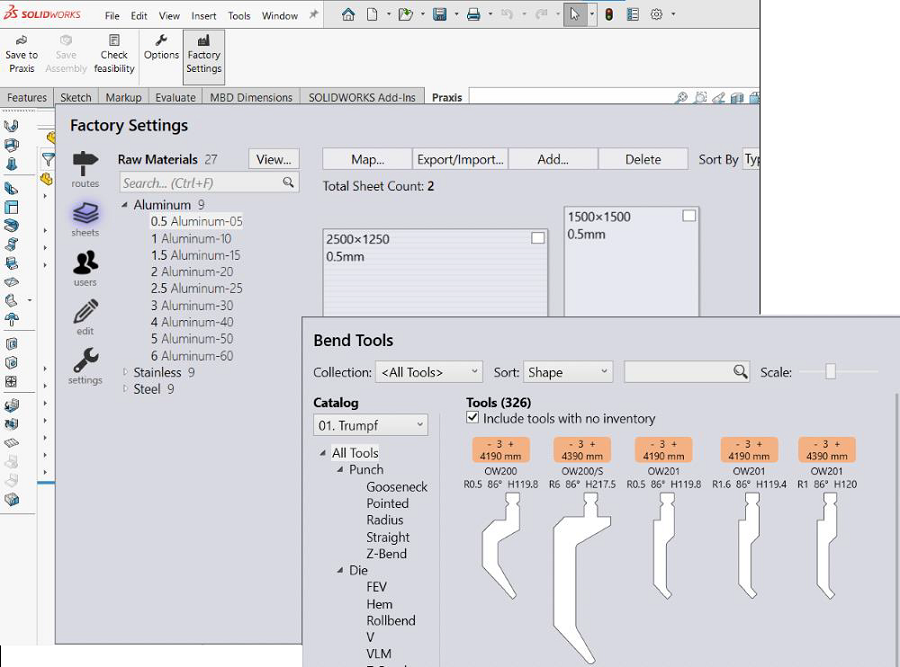 SOLIDWORKS File Edit View Insert Tools Window
Save to Praxis
Save Assembly
Check feasibility
Options
Factory Settings
Features Sketch Markup Evaluate MBD Dimensions SOLIDWORKS Add-Ins Praxis
Factory Settings
routes
sheets
users
edit
settings
Raw Materials 27 View...
Search... (Ctrl+F)
Aluminum 9
0.5 Aluminum-05
1 Aluminum-10
1.5 Aluminum-15
2 Aluminum-20
2.5 Aluminum-25
3 Aluminum-30
4 Aluminum-40
5 Aluminum-50
6 Aluminum-60
Stainless 9
Steel 9
Map... Export/Import... Add... Delete Sort By
Total Sheet Count: 2
2500×1250
0.5mm
1500×1500
0.5mm
Bend Tools
Collection: <All Tools> Sort: Shape Scale:
Catalog
01. Trumpf
All Tools
Punch
Gooseneck
Pointed
Radius
Straight
Z-Bend
Die
FEV
Hem
Rollbend
V
VLM
Tools (326)
Include tools with no inventory
- 3 + - 3 + - 3 + - 3 + - 3 +
4190 mm 4390 mm 4190 mm 4190 mm 4390 mm
OW200 OW200/S OW201 OW201 OW201
R0.5 86° H119.8 R6 86° H217.5 R0.5 86° H119.8 R1.6 86° H119.4 R1 86° H120